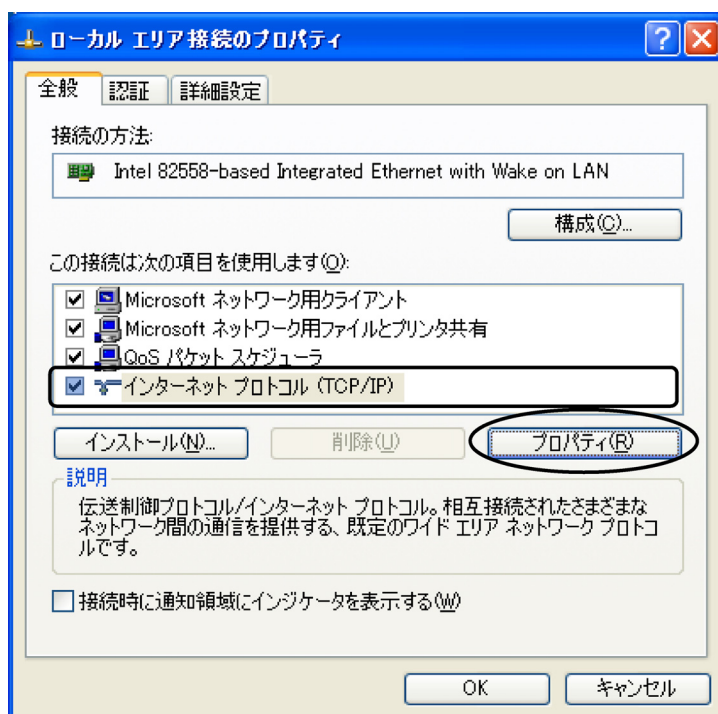 ローカル エリア接続のプロパティ
全般 認証 詳細設定
接続の方法:
Intel 82558-based Integrated Ethernet with Wake on LAN
構成(C)...
この接続は次の項目を使用します(O):
Microsoft ネットワーク用クライアント
Microsoft ネットワーク用ファイルとプリンタ共有
QoS パケット スケジューラ
インターネット プロトコル (TCP/IP)
インストール(N)... 削除(U) プロパティ(R)
説明
伝送制御プロトコル/インターネット プロトコル。相互接続されたさまざまな
ネットワーク間の通信を提供する、既定のワイド エリア ネットワーク プロトコ
ルです。
接続時に通知領域にインジケータを表示する(W)
OK キャンセル